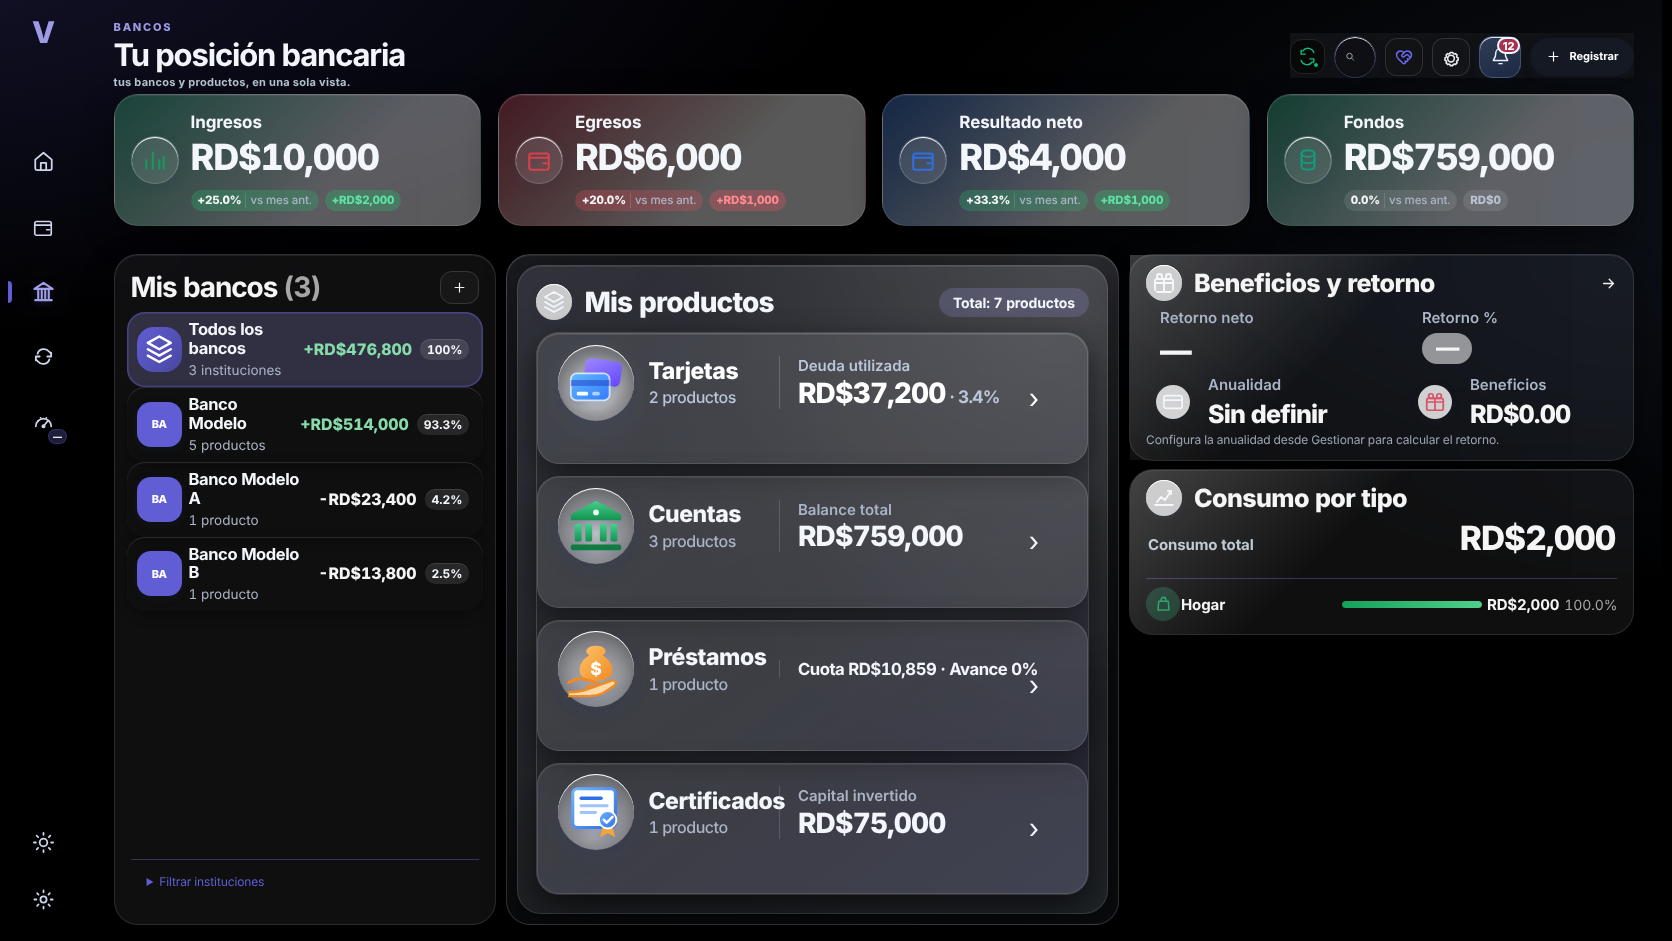 V
BANCOS
Tu posición bancaria
tus bancos y productos, en una sola vista.
12
Registrar
Ingresos
RD$10,000
+25.0% vs mes ant. +RD$2,000
Egresos
RD$6,000
+20.0% vs mes ant. +RD$1,000
Resultado neto
RD$4,000
+33.3% vs mes ant. +RD$1,000
Fondos
RD$759,000
0.0% vs mes ant. RD$0
Mis bancos (3)
+
Todos los
bancos
3 instituciones
+RD$476,800 100%
BA
Banco
Modelo
5 productos
+RD$514,000 93.3%
BA
Banco Modelo
A
1 producto
-RD$23,400 4.2%
BA
Banco Modelo
B
1 producto
-RD$13,800 2.5%
Filtrar instituciones
Mis productos
Total: 7 productos
Tarjetas
2 productos
Deuda utilizada
RD$37,200 · 3.4%
Cuentas
3 productos
Balance total
RD$759,000
Préstamos
1 producto
Cuota RD$10,859 · Avance 0%
Certificados
1 producto
Capital invertido
RD$75,000
Beneficios y retorno
Retorno neto
—
Retorno %
—
Anualidad
Sin definir
Beneficios
RD$0.00
Configura la anualidad desde Gestionar para calcular el retorno.
Consumo por tipo
Consumo total
RD$2,000
Hogar
RD$2,000 100.0%